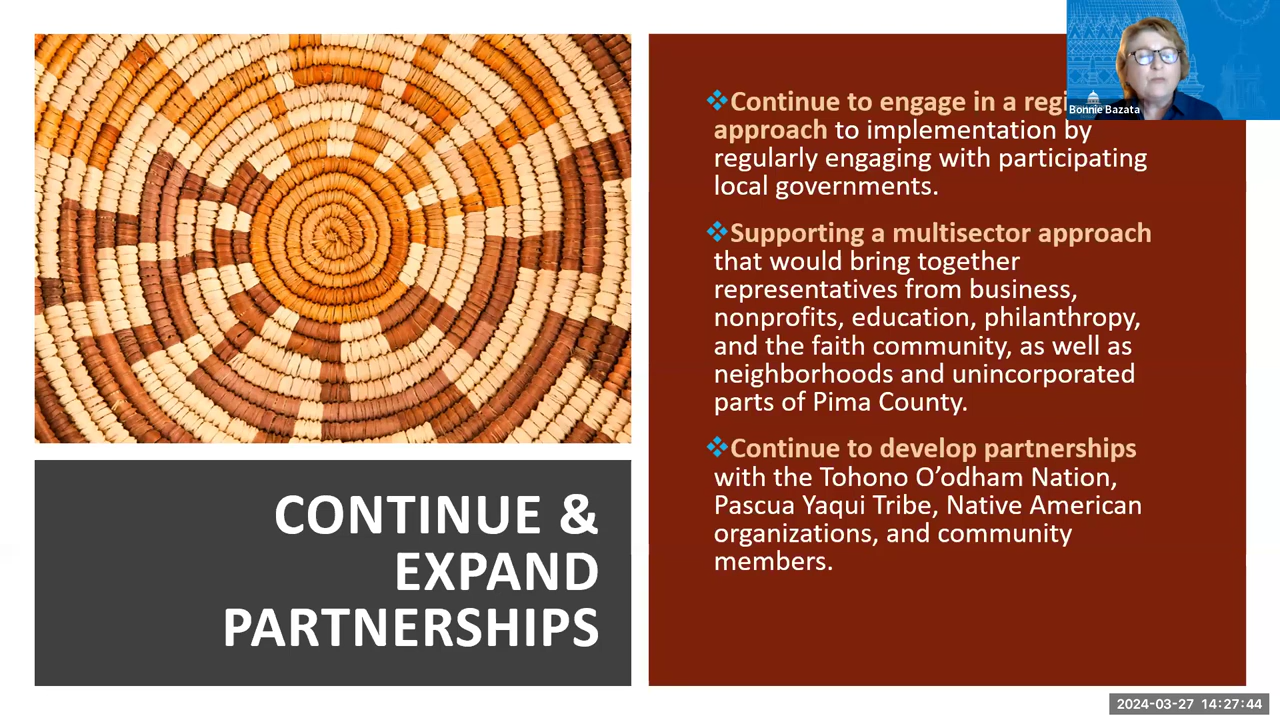 CONTINUE &
EXPAND
PARTNERSHIPS
❖Continue to engage in a
approach to implementation by
regularly engaging with participating
local governments.
❖Supporting a multisector approach
that would bring together
representatives from business,
nonprofits, education, philanthropy,
and the faith community, as well as
neighborhoods and unincorporated
parts of Pima County.
❖Continue to develop partnerships
with the Tohono O’odham Nation,
Pascua Yaqui Tribe, Native American
organizations, and community
members.
Bonnie Bazata
2024-03-27 14:27:44